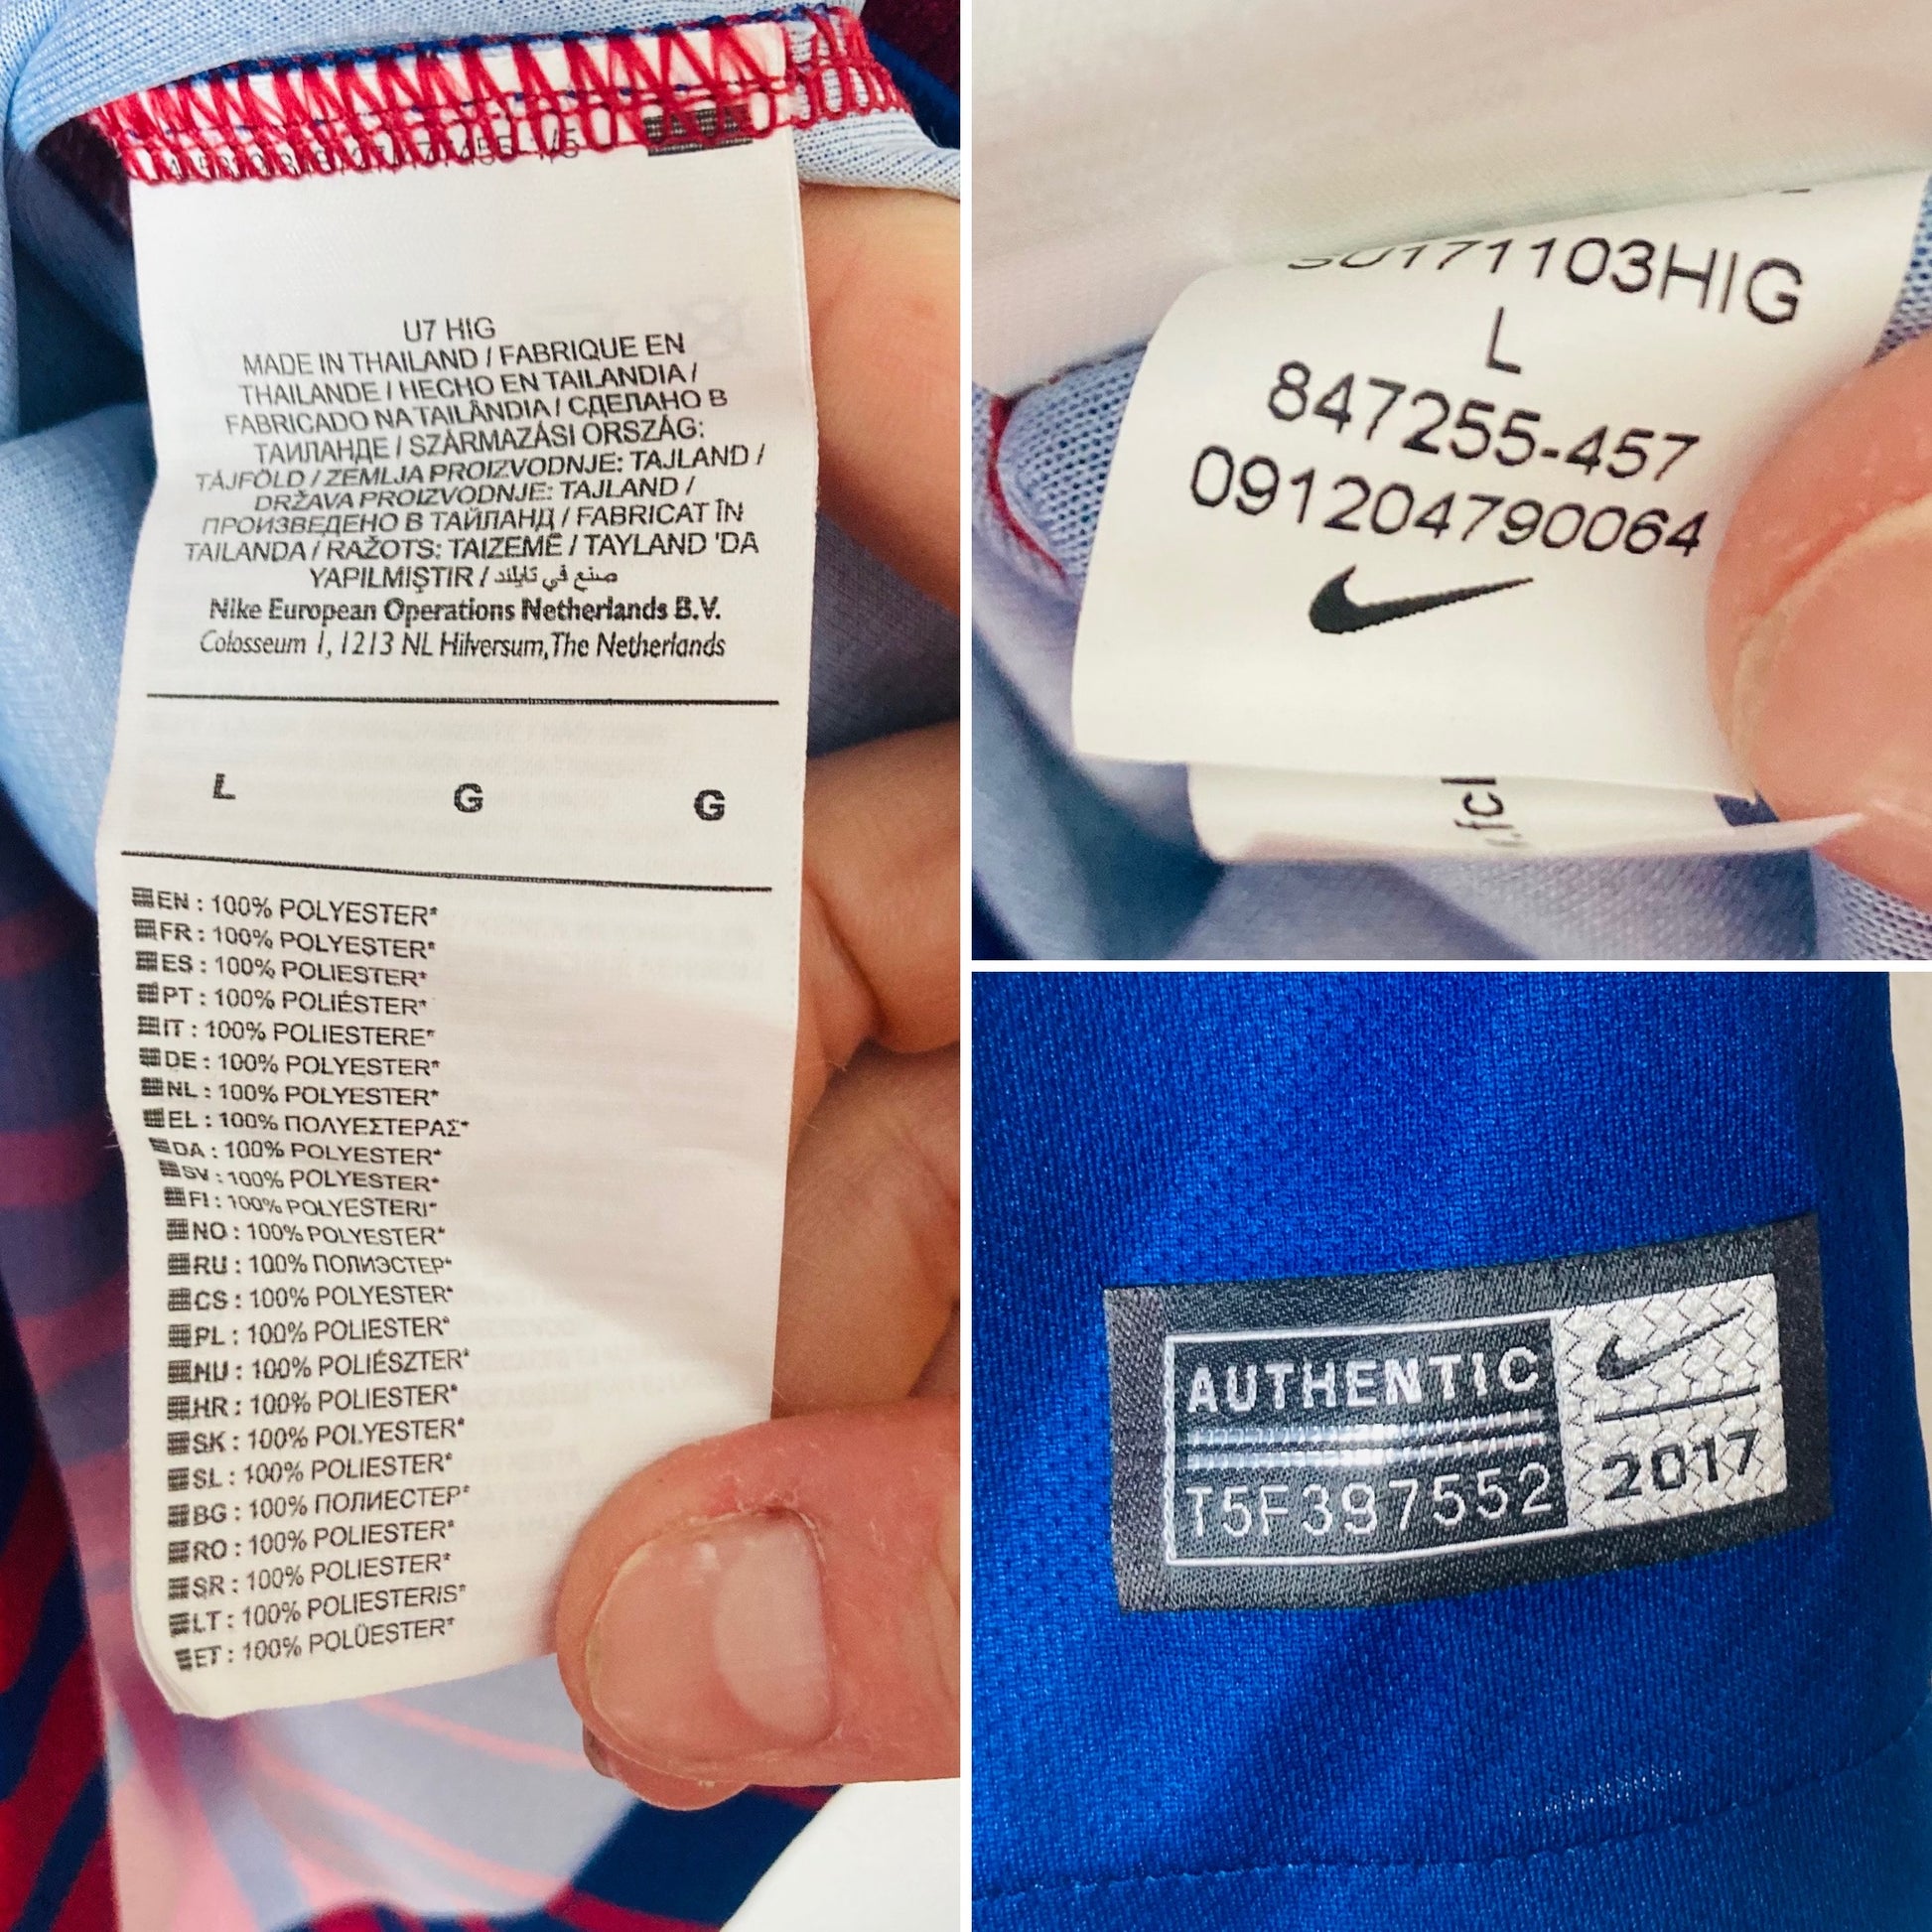 U7 HIG
MADE IN THAILAND / FABRIQUE EN
THAILANDE / HECHO EN TAILANDIA /
FABRICADO NA TAILÂNDIA / СДЕЛАНО В
ТАИЛАНДЕ / SZÁRMAZÁSI ORSZÁG:
TÁJFÖLD / ZEMLJA PROIZVODNJE: TAJLAND /
DRŽAVA PROIZVODNJE: TAJLAND /
ПРОИЗВЕДЕНО В ТАЙЛАНД / FABRICAT ÎN
TAILANDA / RAŽOTS: TAIZEMĒ / TAYLAND 'DA
YAPILMIŞTIR / صنع في تايلند
Nike European Operations Netherlands B.V.
Colosseum 1, 1213 NL Hilversum, The Netherlands
L G G
EN : 100% POLYESTER*
FR : 100% POLYESTER*
ES : 100% POLIESTER*
PT : 100% POLIÉSTER*
IT : 100% POLIESTERE*
DE : 100% POLYESTER*
NL : 100% POLYESTER*
EL : 100% ΠΟΛΥΕΣΤΕΡΑΣ*
DA : 100% POLYESTER*
SV : 100% POLYESTER*
FI : 100% POLYESTERI*
NO : 100% POLYESTER*
RU : 100% ПОЛИЭСТЕР*
CS : 100% POLYESTER*
PL : 100% POLIESTER*
HU : 100% POLIÉSZTER*
HR : 100% POLIESTER*
SK : 100% POLYESTER*
SL : 100% POLIESTER*
BG : 100% ПОЛИЕСТЕР*
RO : 100% POLIESTER*
SR : 100% POLIESTER*
LT : 100% POLIESTERIS*
ET : 100% POLÜESTER*
SU171103HIG
L
847255-457
091204790064
.fcl
AUTHENTIC
T5F397552
2017